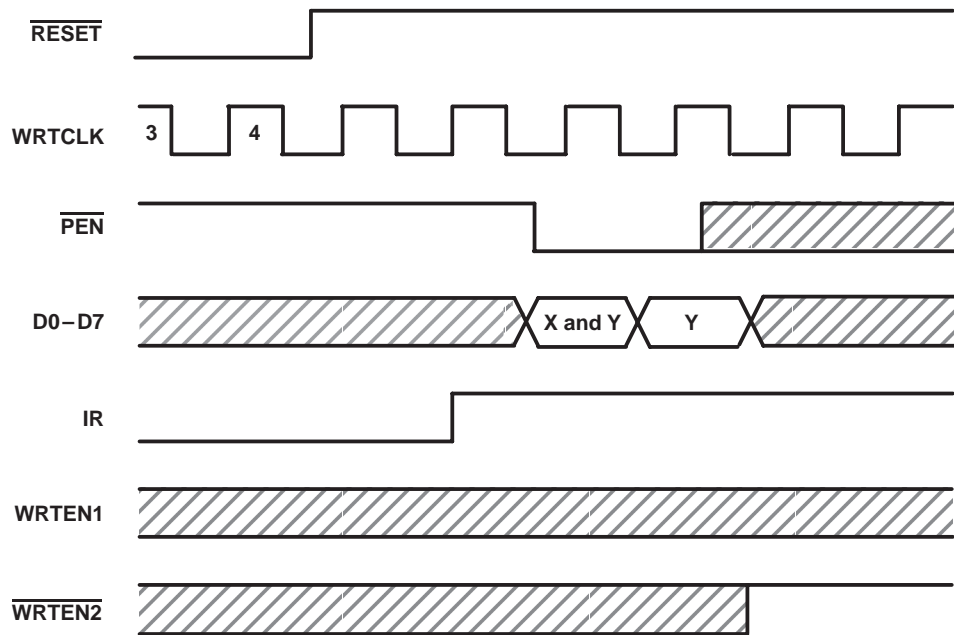 RESET
WRTCLK 3 4
PEN
D0–D7 X and Y Y
IR
WRTEN1
WRTEN2